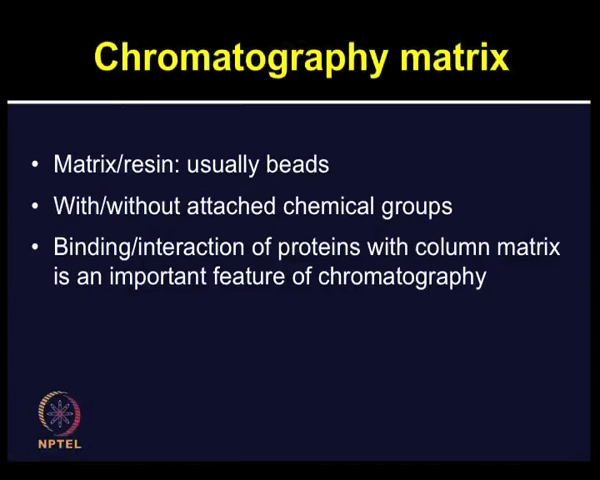 Chromatography matrix
• Matrix/resin: usually beads
• With/without attached chemical groups
• Binding/interaction of proteins with column matrix
is an important feature of chromatography
NPTEL